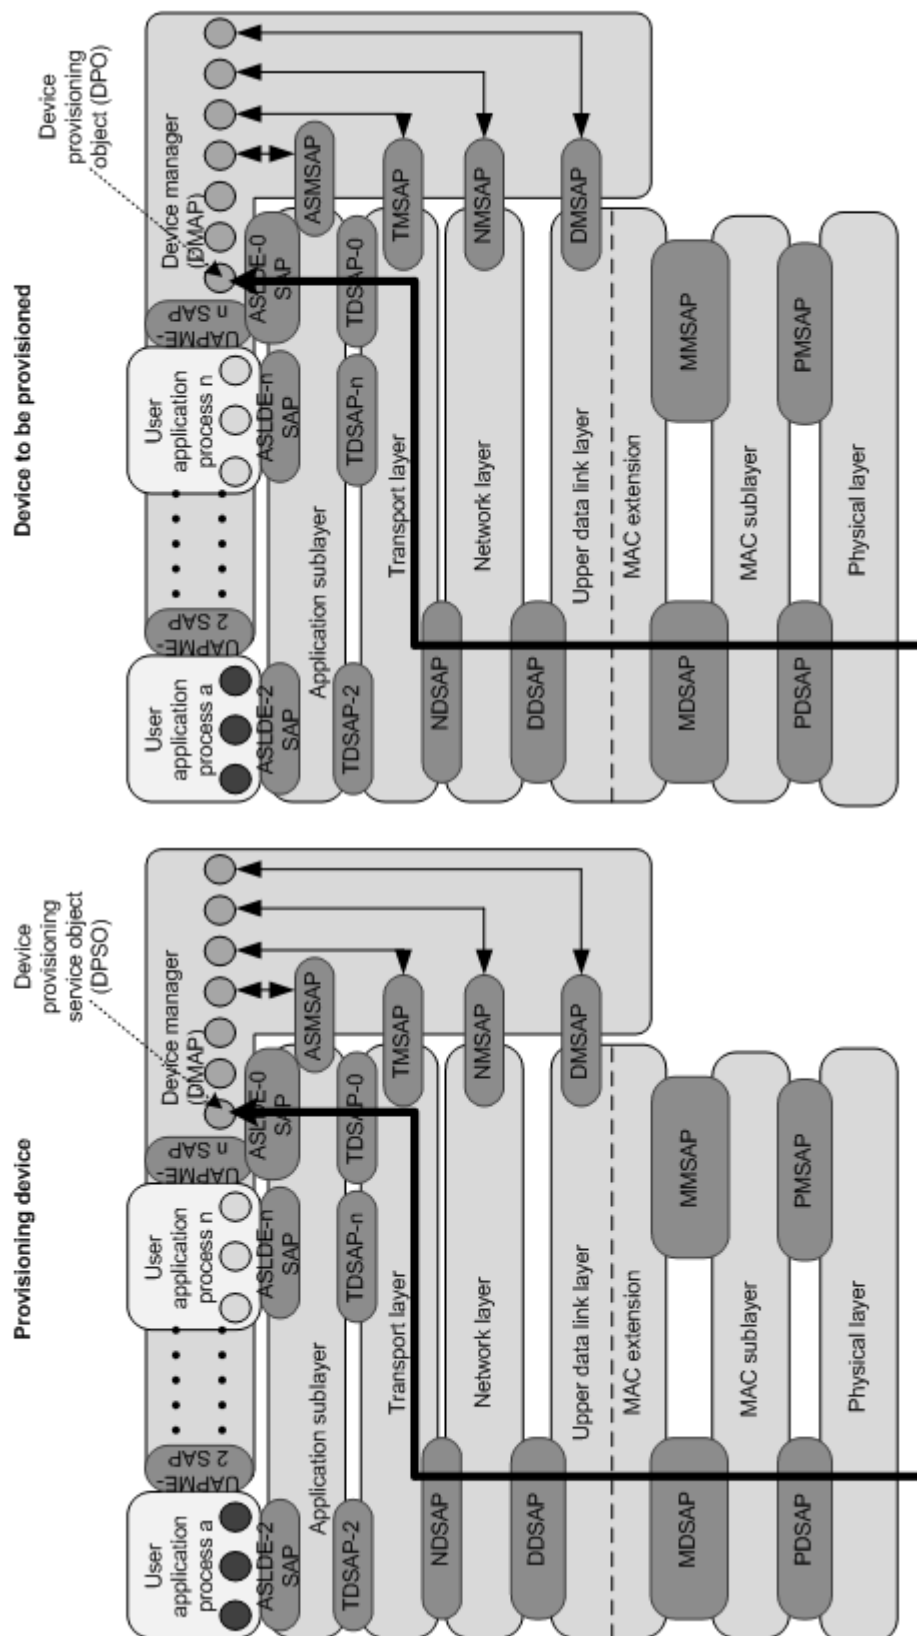 Provisioning device
Device
provisioning
service object
(DPSO)
User
application
process a
UAPME-
2 SAP
User
application
process n
UAPME-
n SAP
Device manager
(DMAP)
ASLDE-2
SAP
ASLDE-n
SAP
ASLDE-0
SAP
ASMSAP
Application sublayer
TDSAP-2
TDSAP-n
TDSAP-0
TMSAP
Transport layer
NDSAP
NMSAP
Network layer
DDSAP
DMSAP
Upper data link layer
MAC extension
MDSAP
MMSAP
MAC sublayer
PDSAP
PMSAP
Physical layer
Device to be provisioned
Device
provisioning
object (DPO)
User
application
process a
UAPME-
2 SAP
User
application
process n
UAPME-
n SAP
Device manager
(DMAP)
ASLDE-2
SAP
ASLDE-n
SAP
ASLDE-0
SAP
ASMSAP
Application sublayer
TDSAP-2
TDSAP-n
TDSAP-0
TMSAP
Transport layer
NDSAP
NMSAP
Network layer
DDSAP
DMSAP
Upper data link layer
MAC extension
MDSAP
MMSAP
MAC sublayer
PDSAP
PMSAP
Physical layer